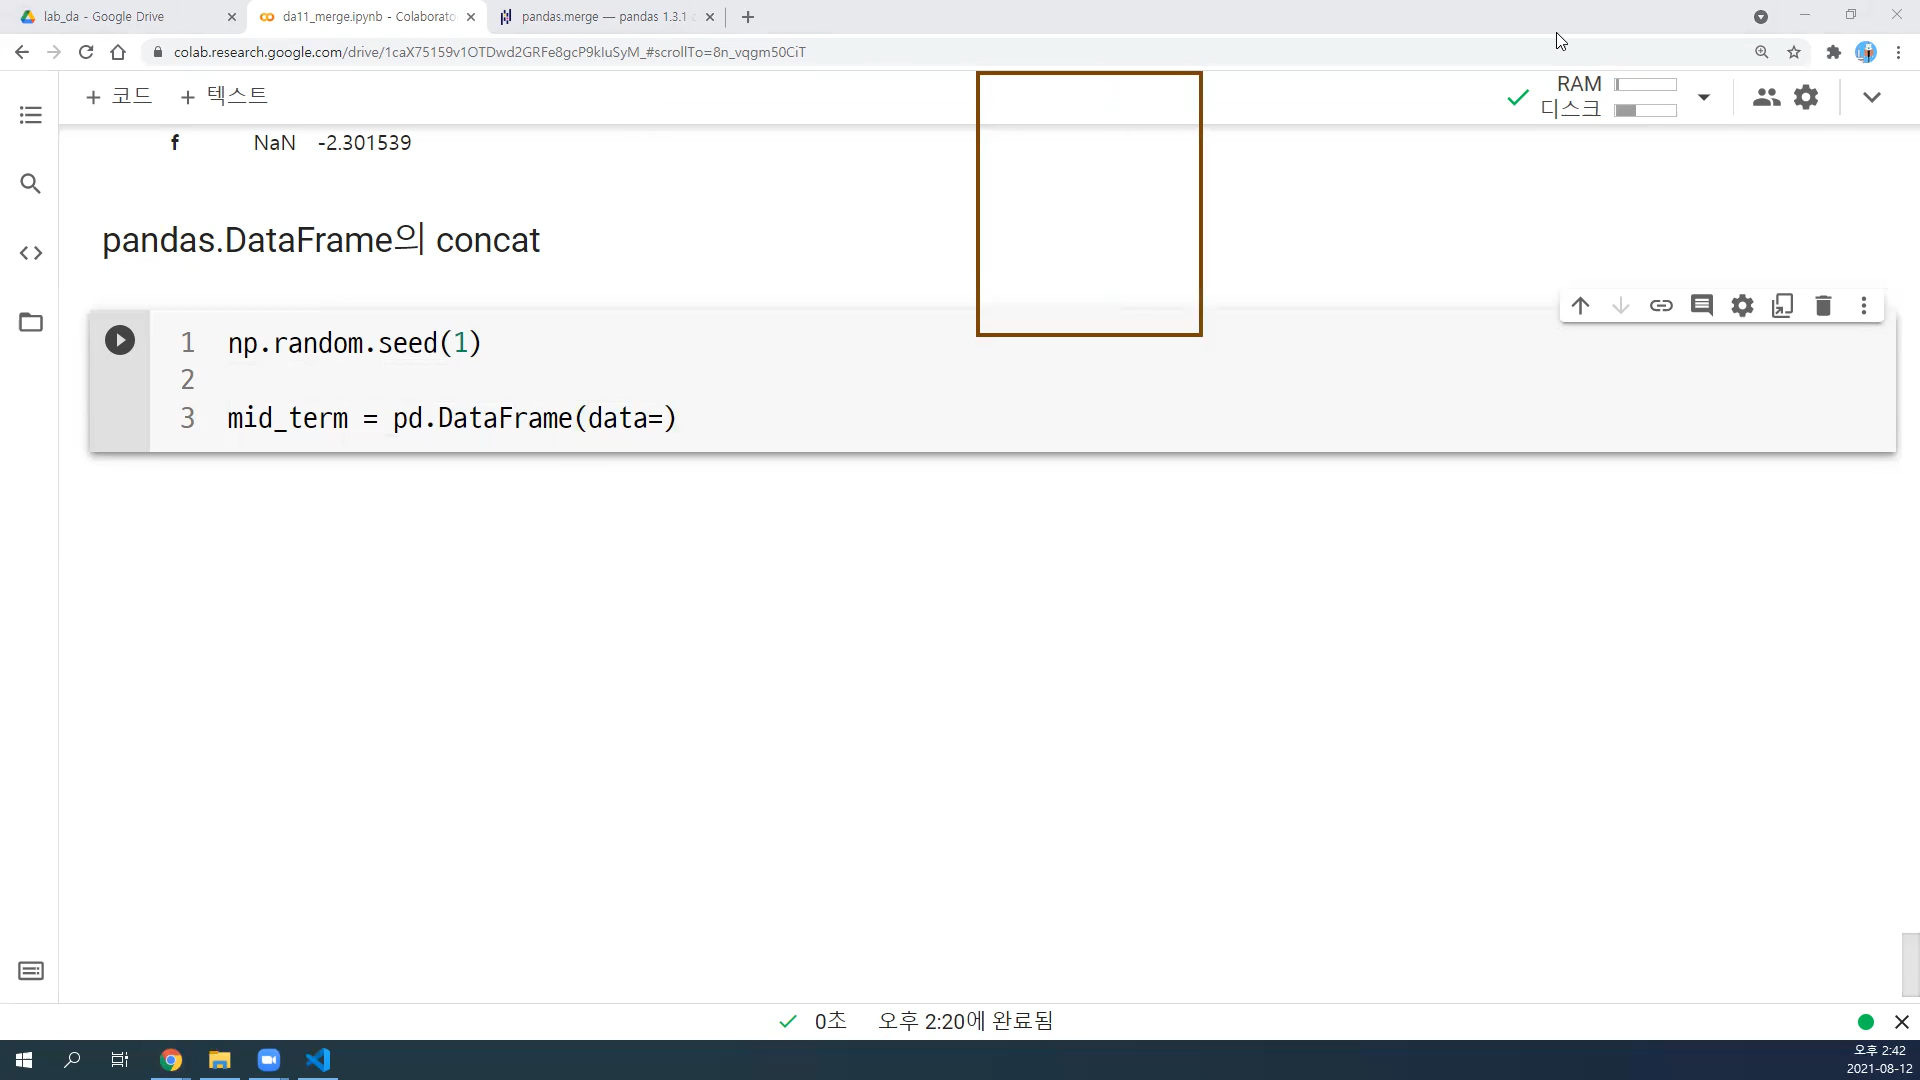 lab_da - Google Drive
da11_merge.ipynb - Colaborato
pandas.merge — pandas 1.3.1
colab.research.google.com/drive/1caX75159v1OTDwd2GRFe8gcP9kIuSyM_#scrollTo=8n_vqgm50CiT
+ 코드 + 텍스트
RAM
디스크
f NaN -2.301539
pandas.DataFrame의 concat
1 np.random.seed(1)
2
3 mid_term = pd.DataFrame(data=)
0초 오후 2:20에 완료됨
오후 2:42
2021-08-12